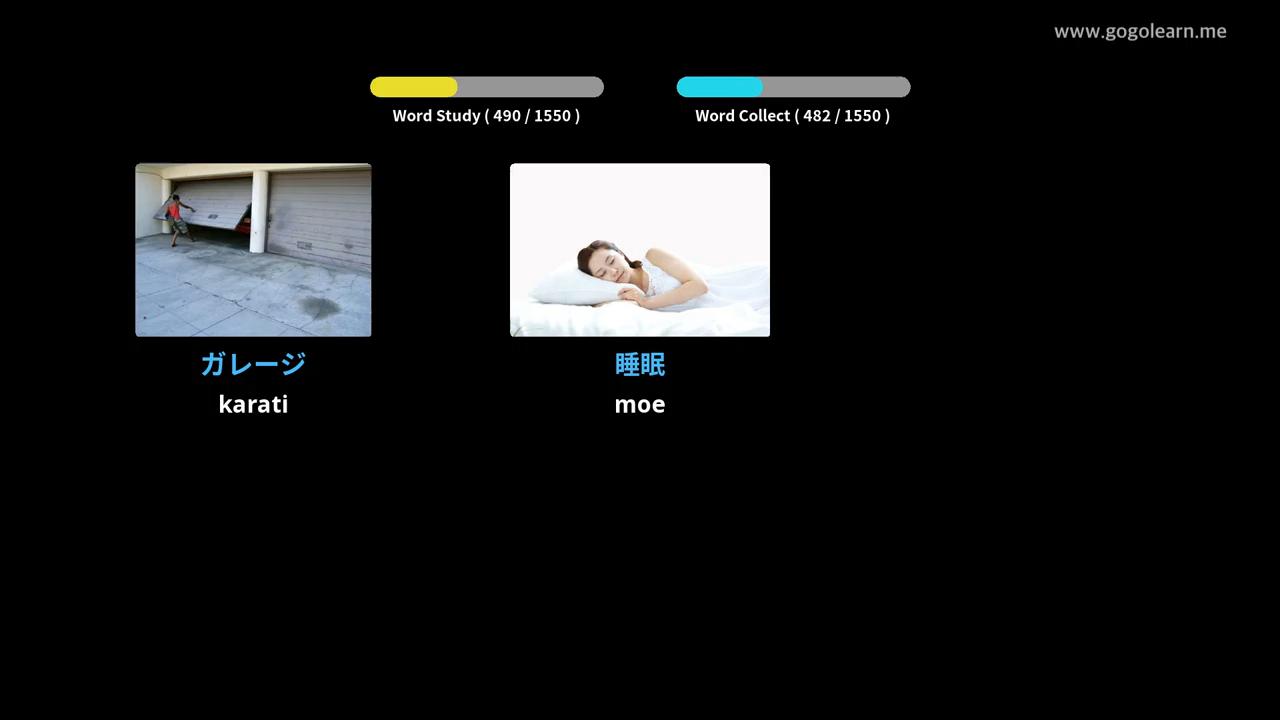 www.gogolearn.me
Word Study ( 490 / 1550 )
Word Collect ( 482 / 1550 )
ガレージ
karati
睡眠
moe